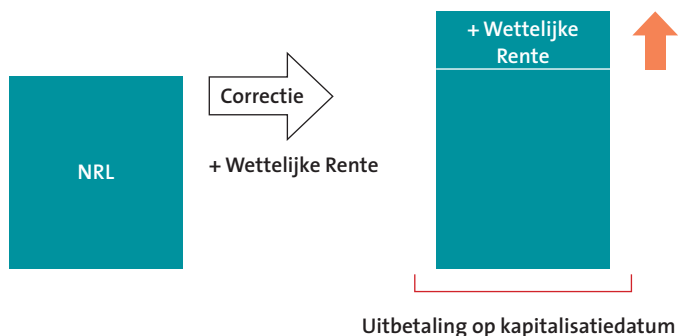 NRL
Correctie
+ Wettelijke Rente
+ Wettelijke
Rente
Uitbetaling op kapitalisatiedatum